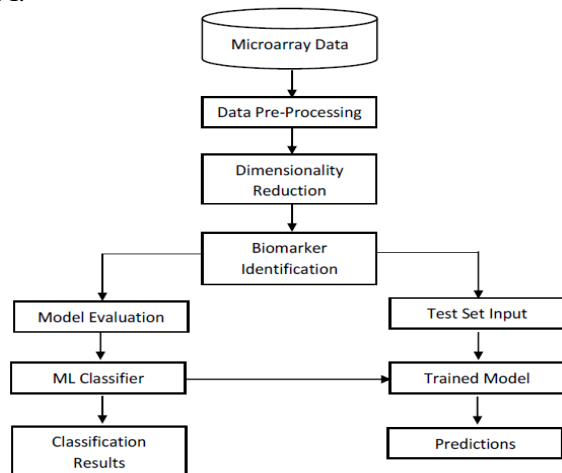 Microarray Data
Data Pre-Processing
Dimensionality
Reduction
Biomarker
Identification
Model Evaluation
Test Set Input
ML Classifier
Trained Model
Classification
Results
Predictions